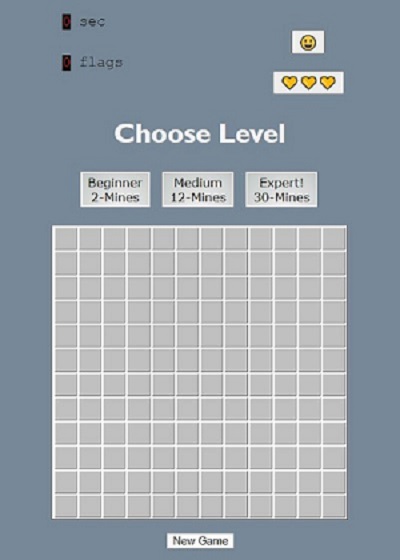 0 sec
0 flags
Choose Level
Beginner
2-Mines
Medium
12-Mines
Expert!
30-Mines
New Game